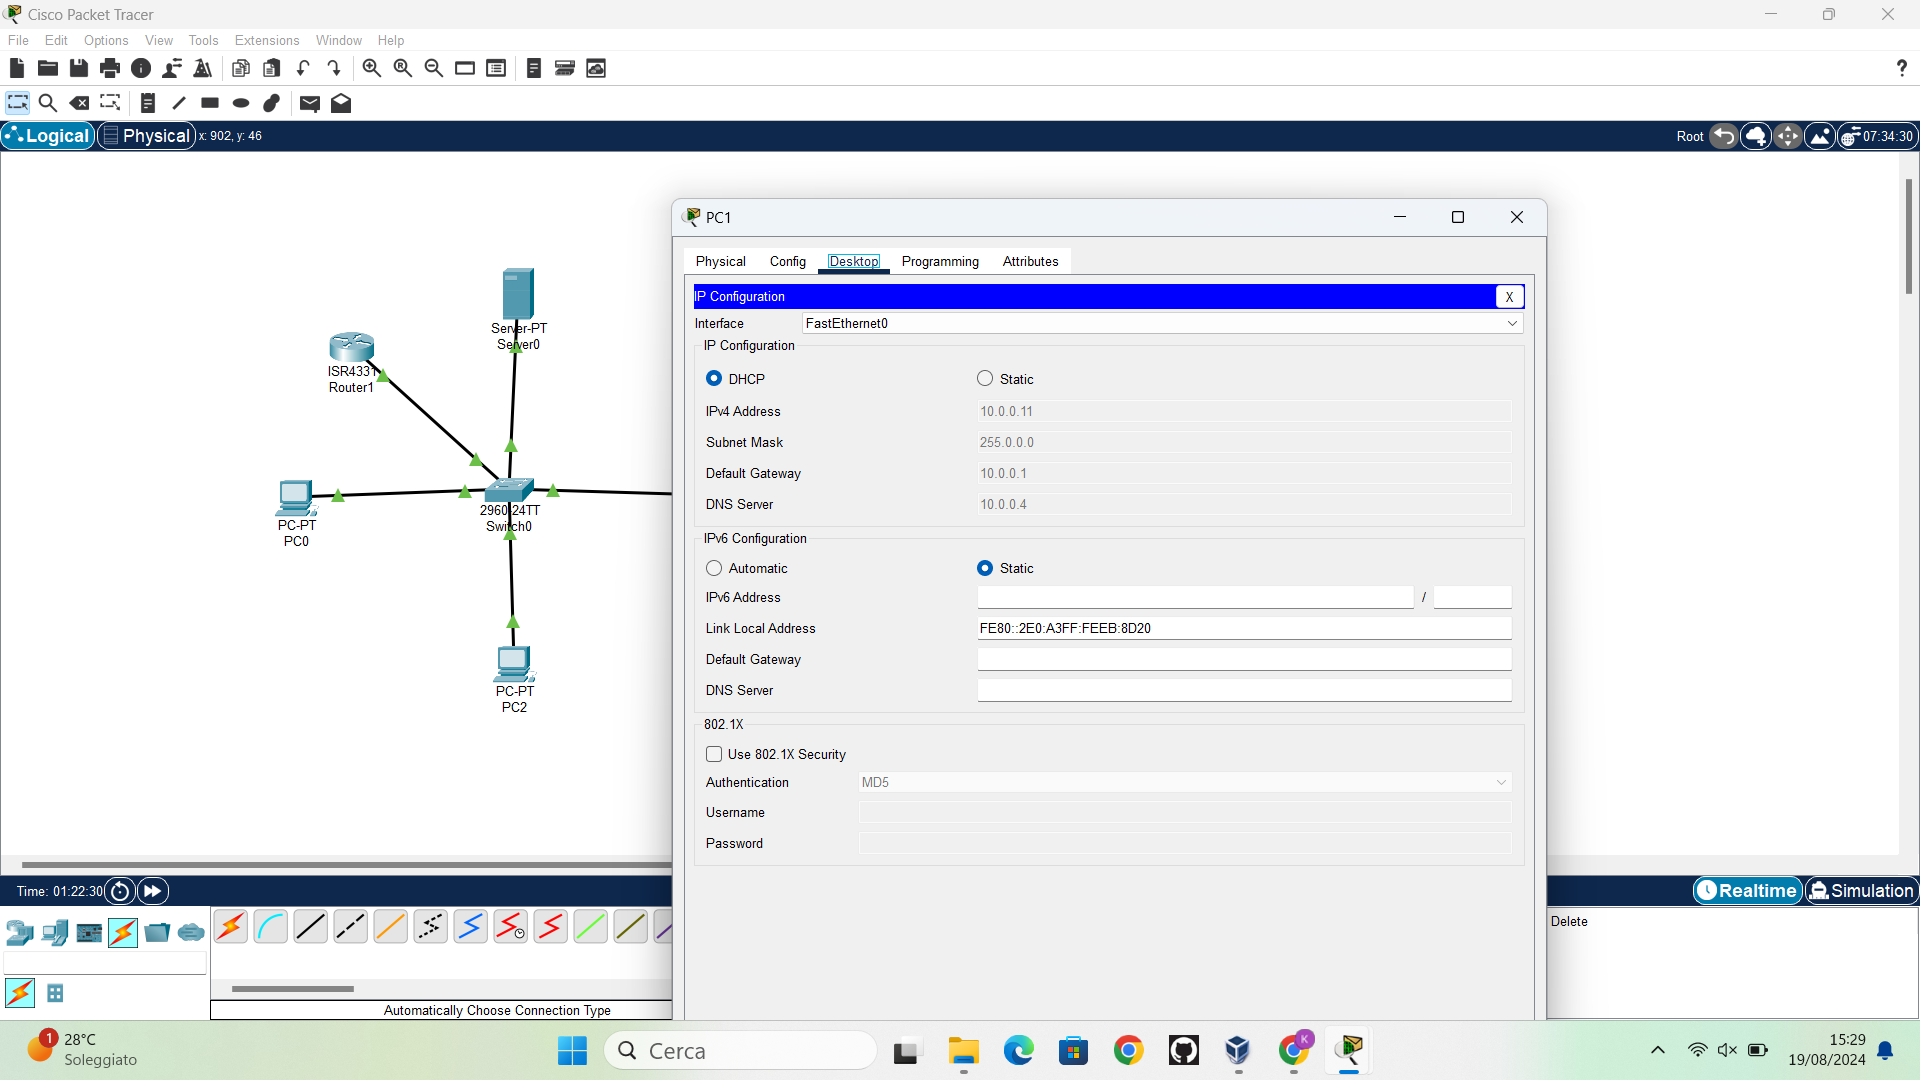 Cisco Packet Tracer
File Edit Options View Tools Extensions Window Help
Logical Physical x: 902, y: 46 Root 07:34:30
PC1
Physical Config Desktop Programming Attributes
IP Configuration X
Interface FastEthernet0
IP Configuration
DHCP Static
IPv4 Address 10.0.0.11
Subnet Mask 255.0.0.0
Default Gateway 10.0.0.1
DNS Server 10.0.0.4
IPv6 Configuration
Automatic Static
IPv6 Address /
Link Local Address FE80::2E0:A3FF:FEEB:8D20
Default Gateway
DNS Server
802.1X
Use 802.1X Security
Authentication MD5
Username
Password
Server-PT
Server0
ISR4331
Router1
PC-PT
PC0
2960-24TT
Switch0
PC-PT
PC2
Time: 01:22:30 Realtime Simulation
Delete
Automatically Choose Connection Type
1
28°C
Soleggiato
Cerca
K
15:29
19/08/2024